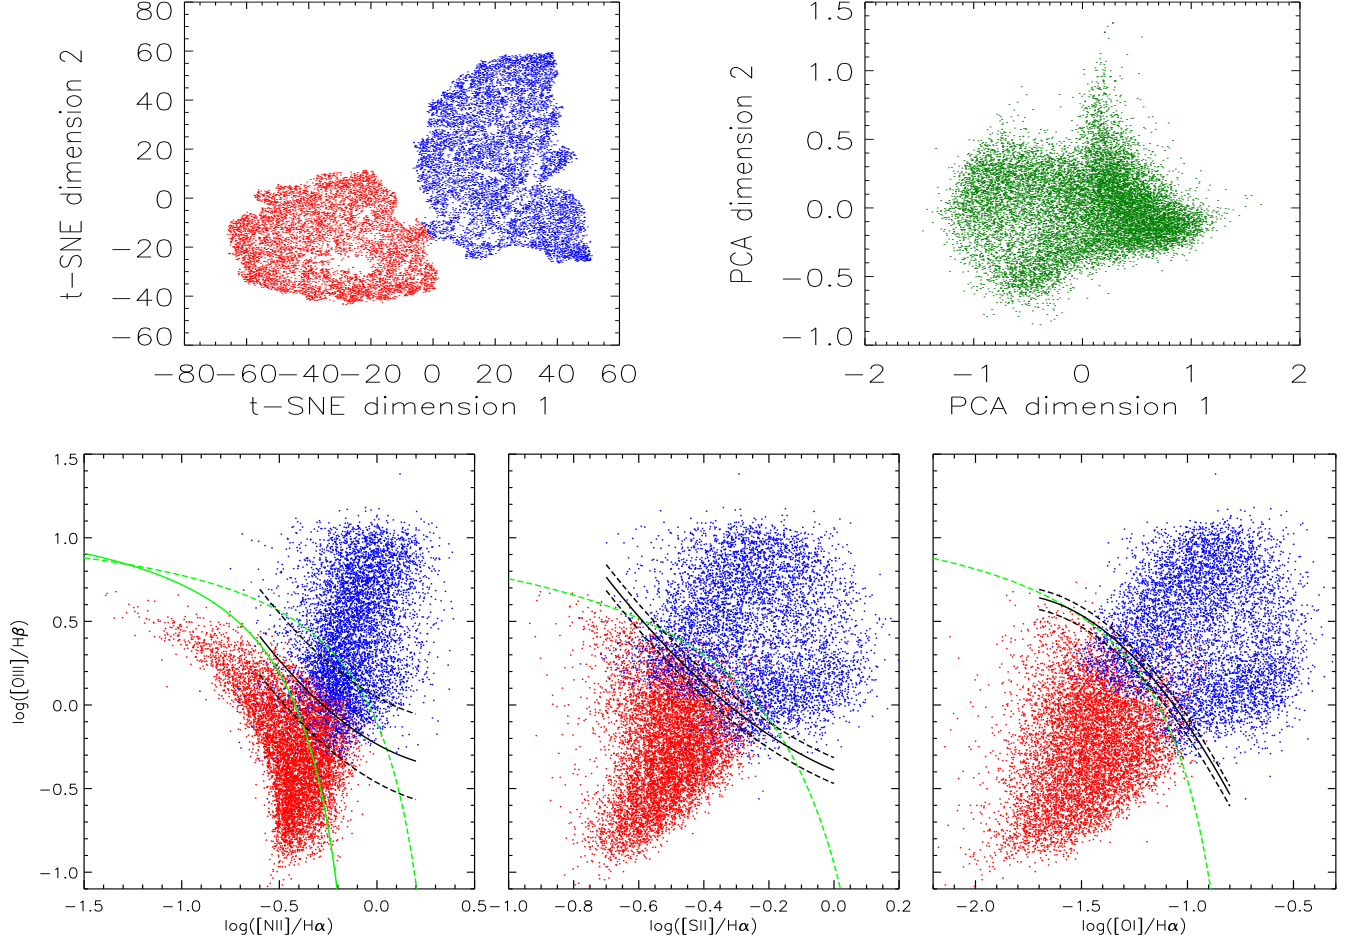 80
60
40
20
0
−20
−40
−60
t−SNE dimension 2
−80 −60 −40 −20 0 20 40 60
t−SNE dimension 1
1.5
1.0
0.5
0.0
−0.5
−1.0
PCA dimension 2
−2 −1 0 1 2
PCA dimension 1
1.5
1.0
0.5
0.0
−0.5
−1.0
log([OIII]/Hβ)
−1.5 −1.0 −0.5 0.0 0.5
log([NII]/Hα)
−1.0 −0.8 −0.6 −0.4 −0.2 0.0 0.2
log([SII]/Hα)
−2.0 −1.5 −1.0 −0.5
log([OI]/Hα)